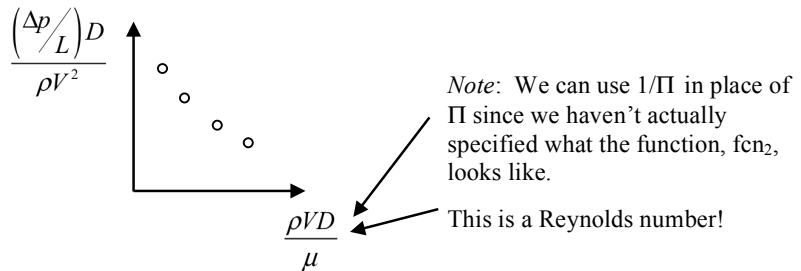 (Δp/L)D
ρV²
Note: We can use 1/Π in place of
Π since we haven’t actually
specified what the function, fcn₂,
looks like.
This is a Reynolds number!
ρVD
μ